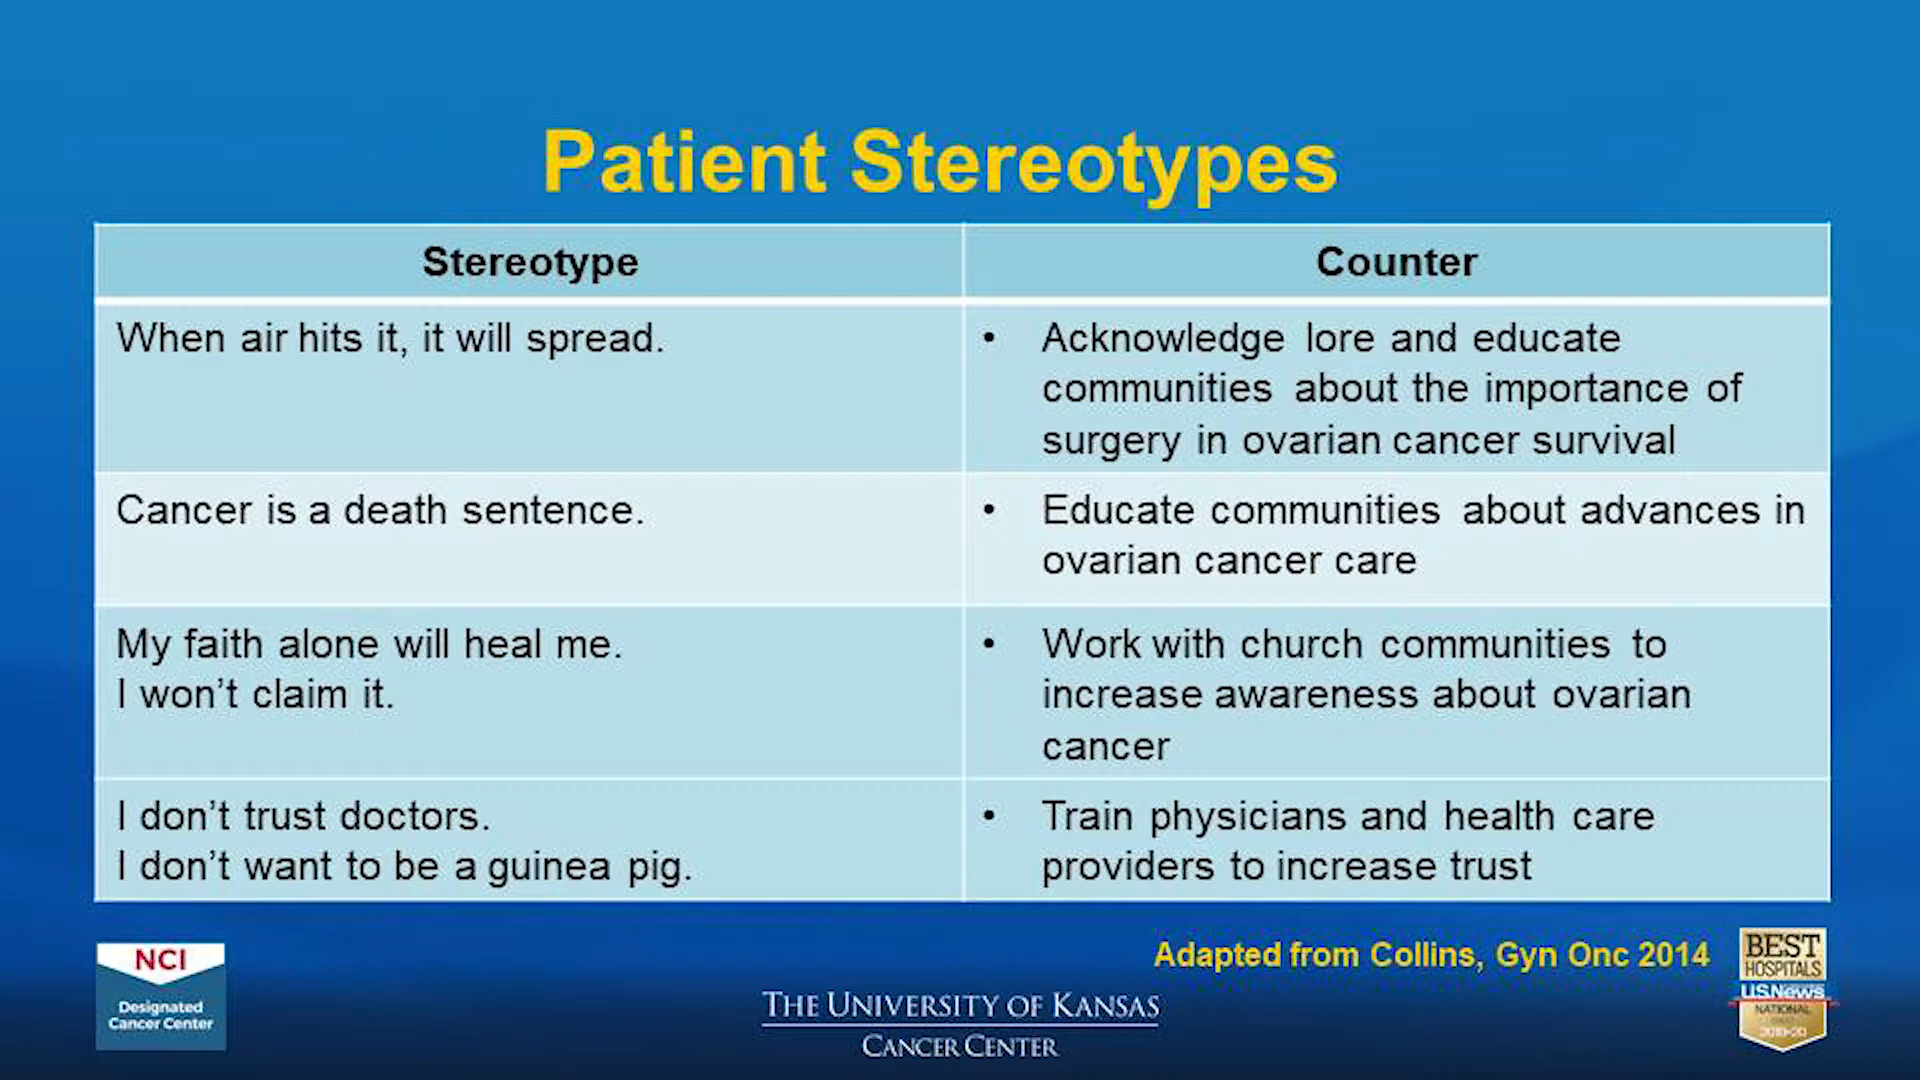 Patient Stereotypes
Stereotype
Counter
When air hits it, it will spread.
• Acknowledge lore and educate
communities about the importance of
surgery in ovarian cancer survival
Cancer is a death sentence.
• Educate communities about advances in
ovarian cancer care
My faith alone will heal me.
I won't claim it.
• Work with church communities to
increase awareness about ovarian
cancer
I don't trust doctors.
I don't want to be a guinea pig.
• Train physicians and health care
providers to increase trust
Adapted from Collins, Gyn Onc 2014
NCI
Designated
Cancer Center
THE UNIVERSITY OF KANSAS
CANCER CENTER
BEST
HOSPITALS
U.S.News
NATIONAL
2019-20